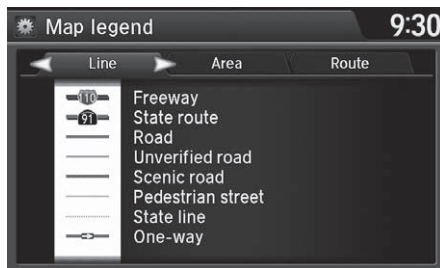 Map legend 9:30
Line Area Route
110 Freeway
91 State route
Road
Unverified road
Scenic road
Pedestrian street
State line
One-way